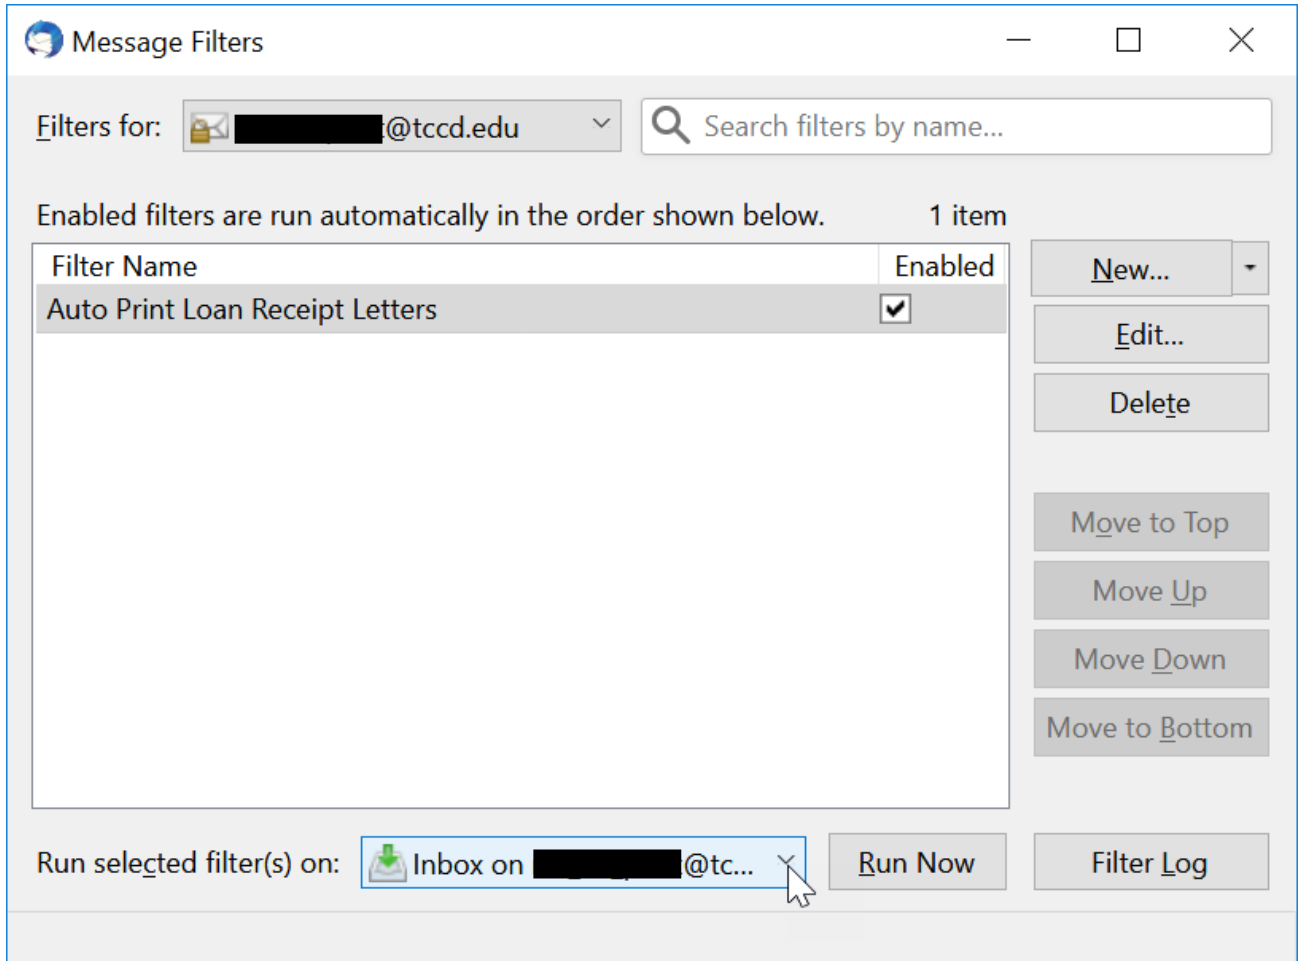 Message Filters
Filters for: @tccd.edu
Search filters by name...
Enabled filters are run automatically in the order shown below. 1 item
Filter Name Enabled
Auto Print Loan Receipt Letters
New...
Edit...
Delete
Move to Top
Move Up
Move Down
Move to Bottom
Run selected filter(s) on: Inbox on @tc... Run Now Filter Log